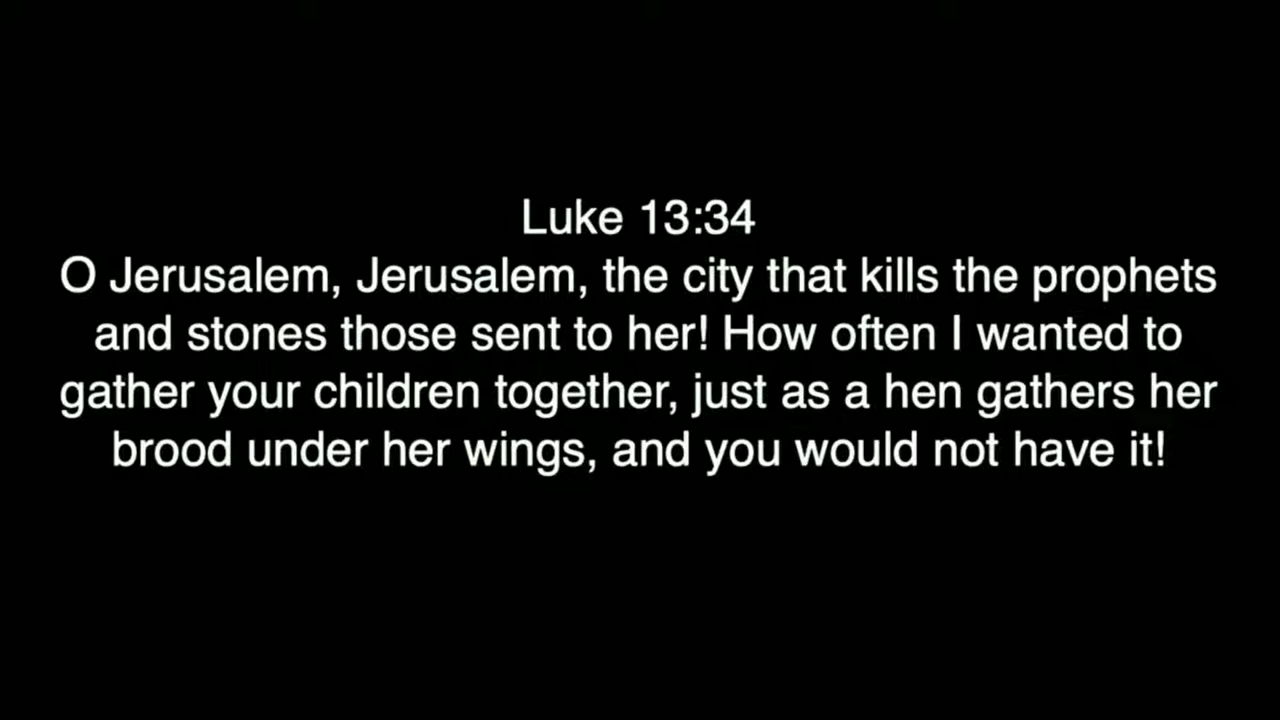 Luke 13:34
O Jerusalem, Jerusalem, the city that kills the prophets
and stones those sent to her! How often I wanted to
gather your children together, just as a hen gathers her
brood under her wings, and you would not have it!